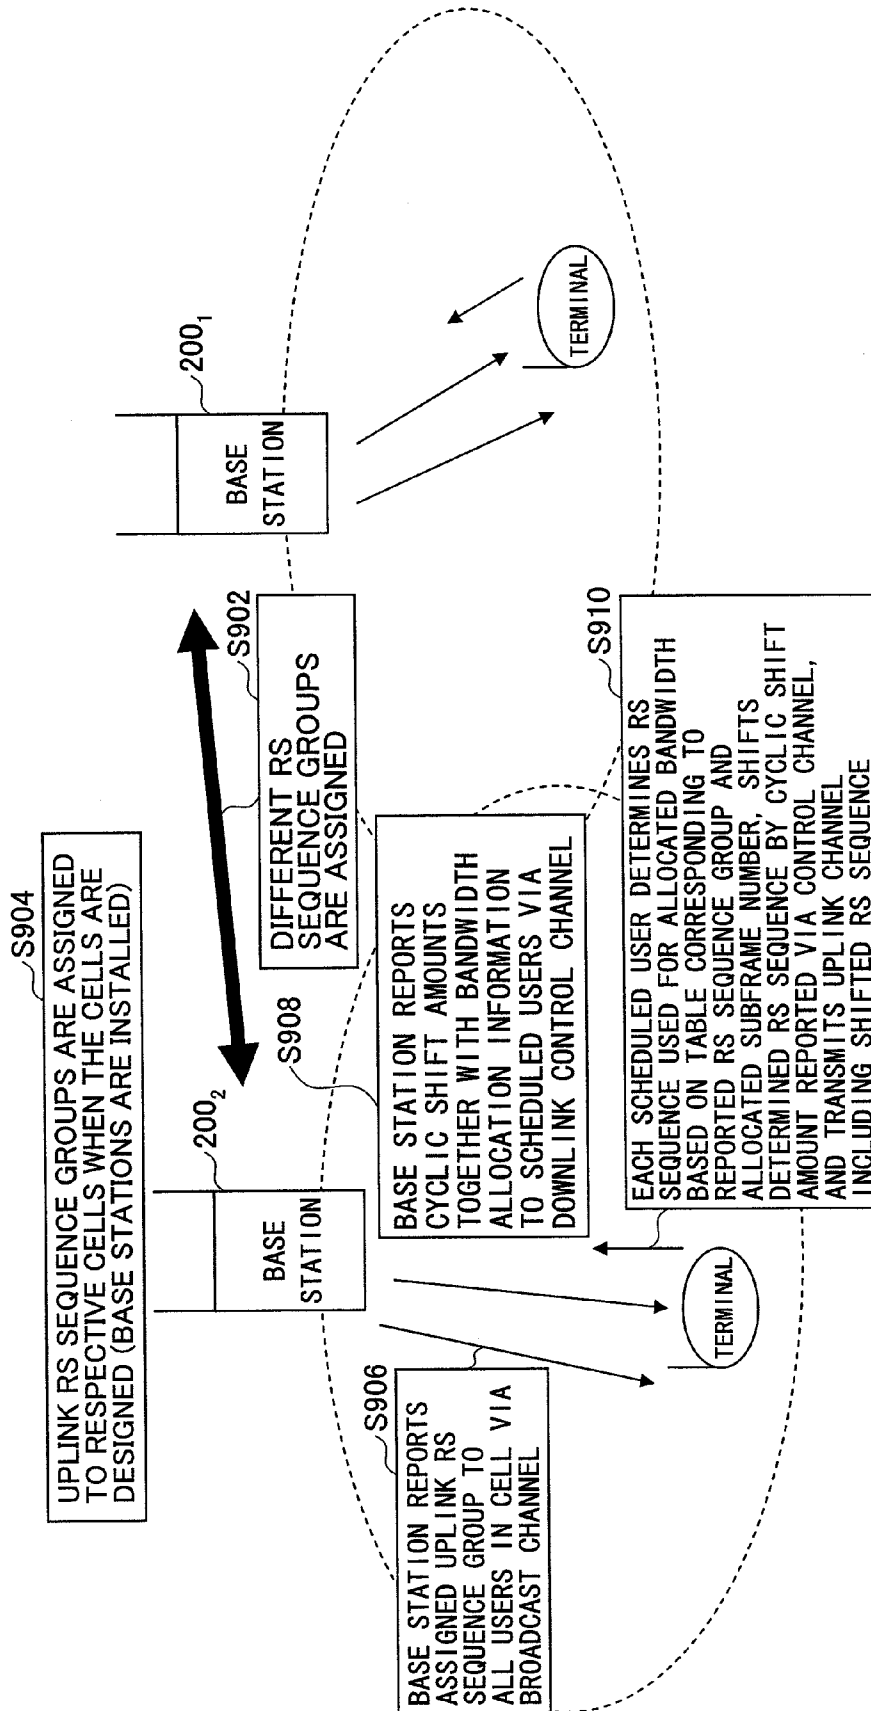 S904
UPLINK RS SEQUENCE GROUPS ARE ASSIGNED
TO RESPECTIVE CELLS WHEN THE CELLS ARE
DESIGNED (BASE STATIONS ARE INSTALLED)
200₂
BASE
STATION
200₁
BASE
STATION
S902
DIFFERENT RS
SEQUENCE GROUPS
ARE ASSIGNED
S906
BASE STATION REPORTS
ASSIGNED UPLINK RS
SEQUENCE GROUP TO
ALL USERS IN CELL VIA
BROADCAST CHANNEL
S908
BASE STATION REPORTS
CYCLIC SHIFT AMOUNTS
TOGETHER WITH BANDWIDTH
ALLOCATION INFORMATION
TO SCHEDULED USERS VIA
DOWNLINK CONTROL CHANNEL
TERMINAL
TERMINAL
S910
EACH SCHEDULED USER DETERMINES RS
SEQUENCE USED FOR ALLOCATED BANDWIDTH
BASED ON TABLE CORRESPONDING TO
REPORTED RS SEQUENCE GROUP AND
ALLOCATED SUBFRAME NUMBER, SHIFTS
DETERMINED RS SEQUENCE BY CYCLIC SHIFT
AMOUNT REPORTED VIA CONTROL CHANNEL,
AND TRANSMITS UPLINK CHANNEL
INCLUDING SHIFTED RS SEQUENCE